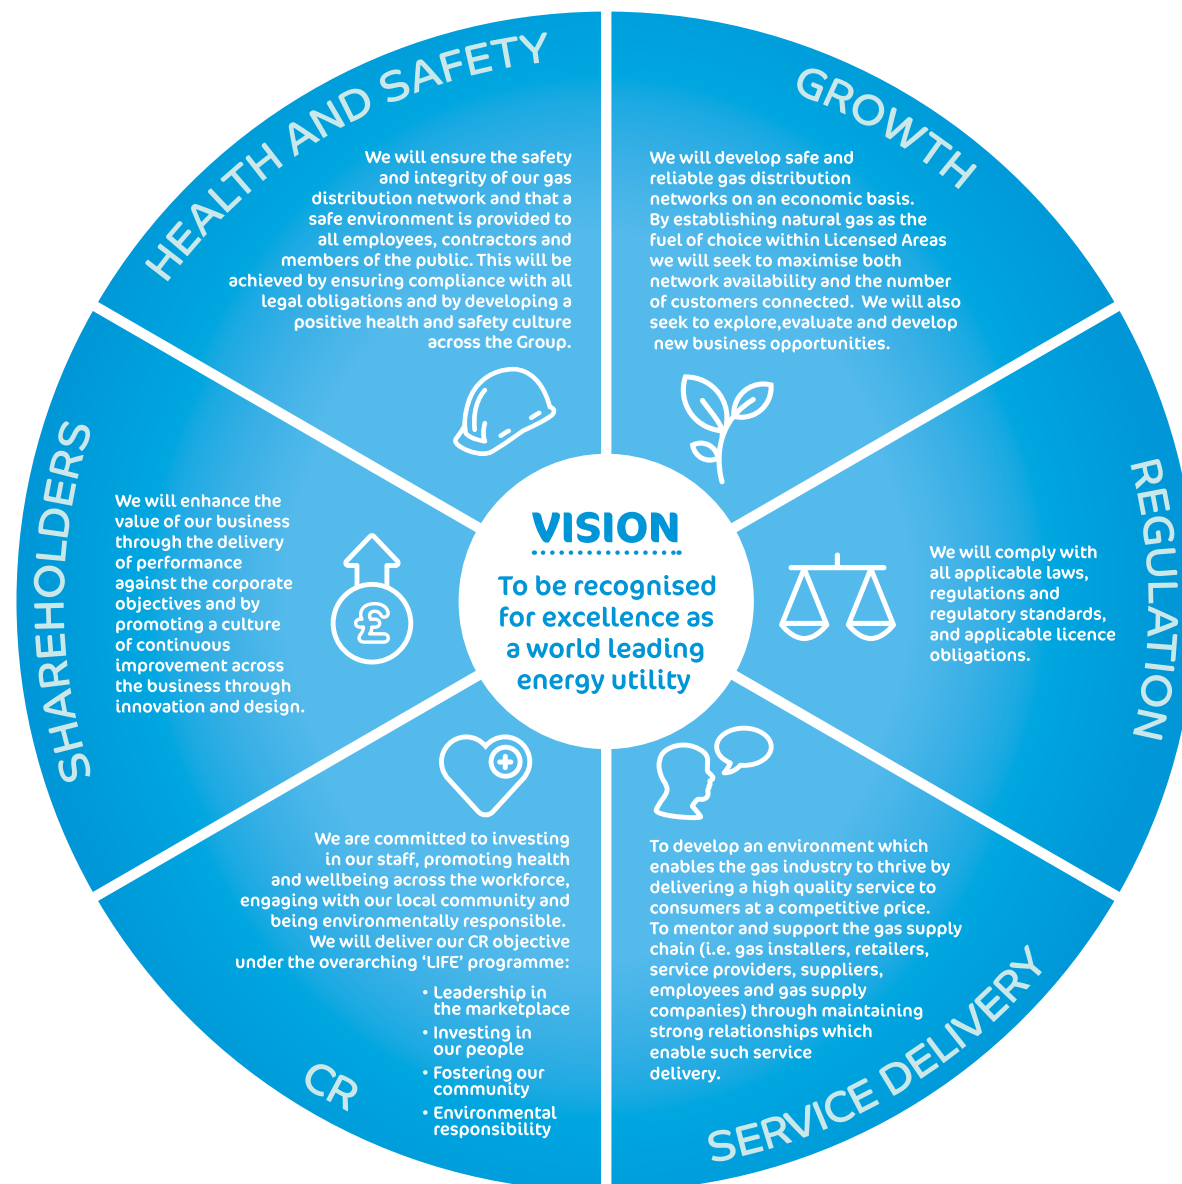 HEALTH AND SAFETY
We will ensure the safety
and integrity of our gas
distribution network and that a
safe environment is provided to
all employees, contractors and
members of the public. This will be
achieved by ensuring compliance with all
legal obligations and by developing a
positive health and safety culture
across the Group.
GROWTH
We will develop safe and
reliable gas distribution
networks on an economic basis.
By establishing natural gas as the
fuel of choice within Licensed Areas
we will seek to maximise both
network availability and the number
of customers connected. We will also
seek to explore,evaluate and develop
new business opportunities.
SHAREHOLDERS
We will enhance the
value of our business
through the delivery
of performance
against the corporate
objectives and by
promoting a culture
of continuous
improvement across
the business through
innovation and design.
£
VISION
To be recognised
for excellence as
a world leading
energy utility
REGULATION
We will comply with
all applicable laws,
regulations and
regulatory standards,
and applicable licence
obligations.
CR
We are committed to investing
in our staff, promoting health
and wellbeing across the workforce,
engaging with our local community and
being environmentally responsible.
We will deliver our CR objective
under the overarching ‘LIFE’ programme:
• Leadership in
the marketplace
• Investing in
our people
• Fostering our
community
• Environmental
responsibility
SERVICE DELIVERY
To develop an environment which
enables the gas industry to thrive by
delivering a high quality service to
consumers at a competitive price.
To mentor and support the gas supply
chain (i.e. gas installers, retailers,
service providers, suppliers,
employees and gas supply
companies) through maintaining
strong relationships which
enable such service
delivery.